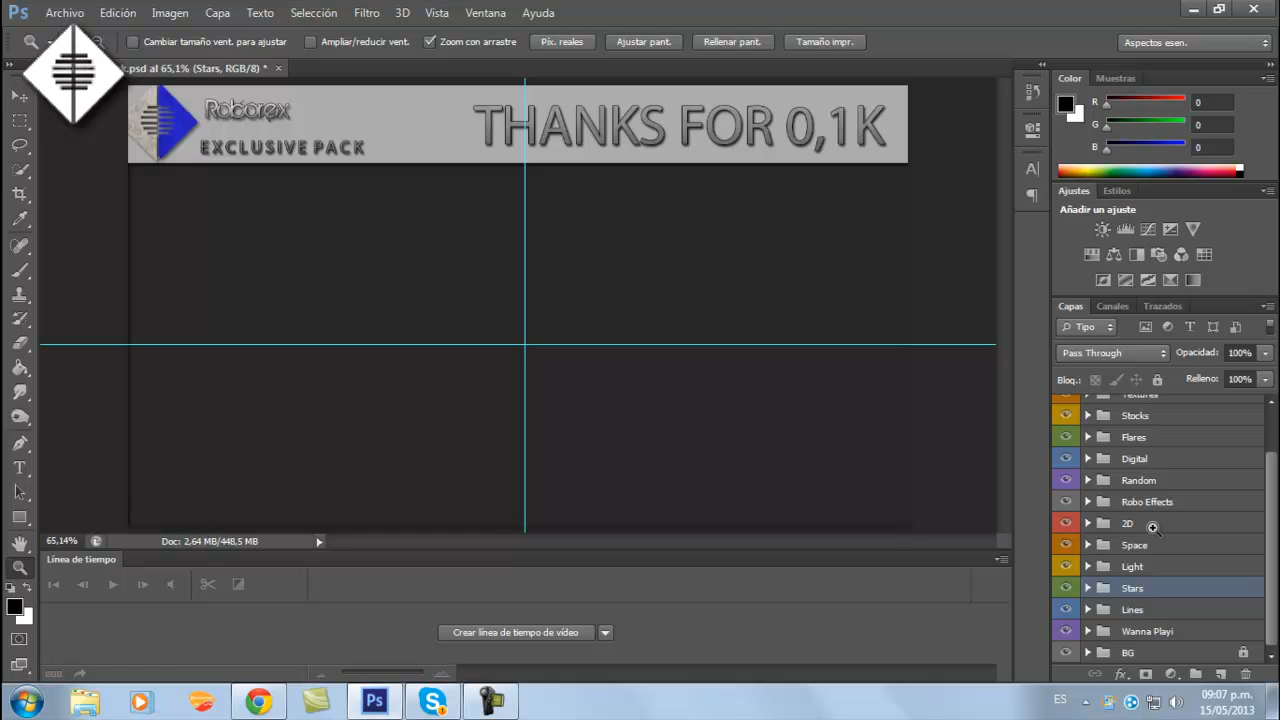 Ps Archivo Edición Imagen Capa Texto Selección Filtro 3D Vista Ventana Ayuda
Cambiar tamaño vent. para ajustar Ampliar/reducir vent. Zoom con arrastre Píx. reales Ajustar pant. Rellenar pant. Tamaño impr. Aspectos esen.
.psd al 65,1% (Stars, RGB/8) * ×
Roborex
EXCLUSIVE PACK
THANKS FOR 0,1K
Color Muestras
R 0
G 0
B 0
Ajustes Estilos
Añadir un ajuste
Capas Canales Trazados
Tipo
Pass Through Opacidad: 100%
Bloq.: Relleno: 100%
Textures
Stocks
Flares
Digital
Random
Robo Effects
2D
Space
Light
Stars
Lines
Wanna Playi
BG
65,14% Doc: 2,64 MB/448,5 MB
Línea de tiempo
Crear línea de tiempo de vídeo
ES 09:07 p.m.
15/05/2013